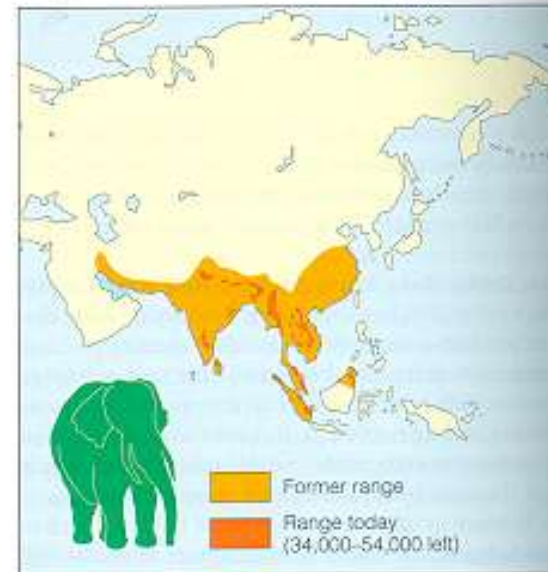 Former range
Range today
(34,000–54,000 left)